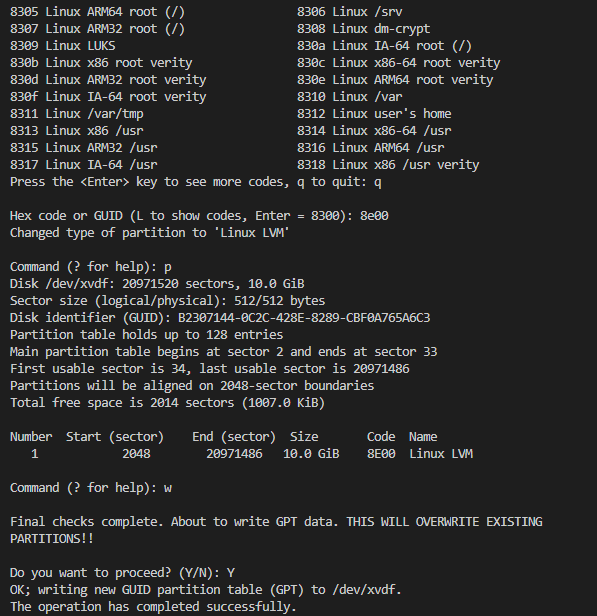 8305 Linux ARM64 root (/) 8306 Linux /srv
8307 Linux ARM32 root (/) 8308 Linux dm-crypt
8309 Linux LUKS 830a Linux IA-64 root (/)
830b Linux x86 root verity 830c Linux x86-64 root verity
830d Linux ARM32 root verity 830e Linux ARM64 root verity
830f Linux IA-64 root verity 8310 Linux /var
8311 Linux /var/tmp 8312 Linux user's home
8313 Linux x86 /usr 8314 Linux x86-64 /usr
8315 Linux ARM32 /usr 8316 Linux ARM64 /usr
8317 Linux IA-64 /usr 8318 Linux x86 /usr verity
Press the <Enter> key to see more codes, q to quit: q
Hex code or GUID (L to show codes, Enter = 8300): 8e00
Changed type of partition to 'Linux LVM'
Command (? for help): p
Disk /dev/xvdf: 20971520 sectors, 10.0 GiB
Sector size (logical/physical): 512/512 bytes
Disk identifier (GUID): B2307144-0C2C-428E-8289-CBF0A765A6C3
Partition table holds up to 128 entries
Main partition table begins at sector 2 and ends at sector 33
First usable sector is 34, last usable sector is 20971486
Partitions will be aligned on 2048-sector boundaries
Total free space is 2014 sectors (1007.0 KiB)
Number Start (sector) End (sector) Size Code Name
1 2048 20971486 10.0 GiB 8E00 Linux LVM
Command (? for help): w
Final checks complete. About to write GPT data. THIS WILL OVERWRITE EXISTING
PARTITIONS!!
Do you want to proceed? (Y/N): Y
OK; writing new GUID partition table (GPT) to /dev/xvdf.
The operation has completed successfully.